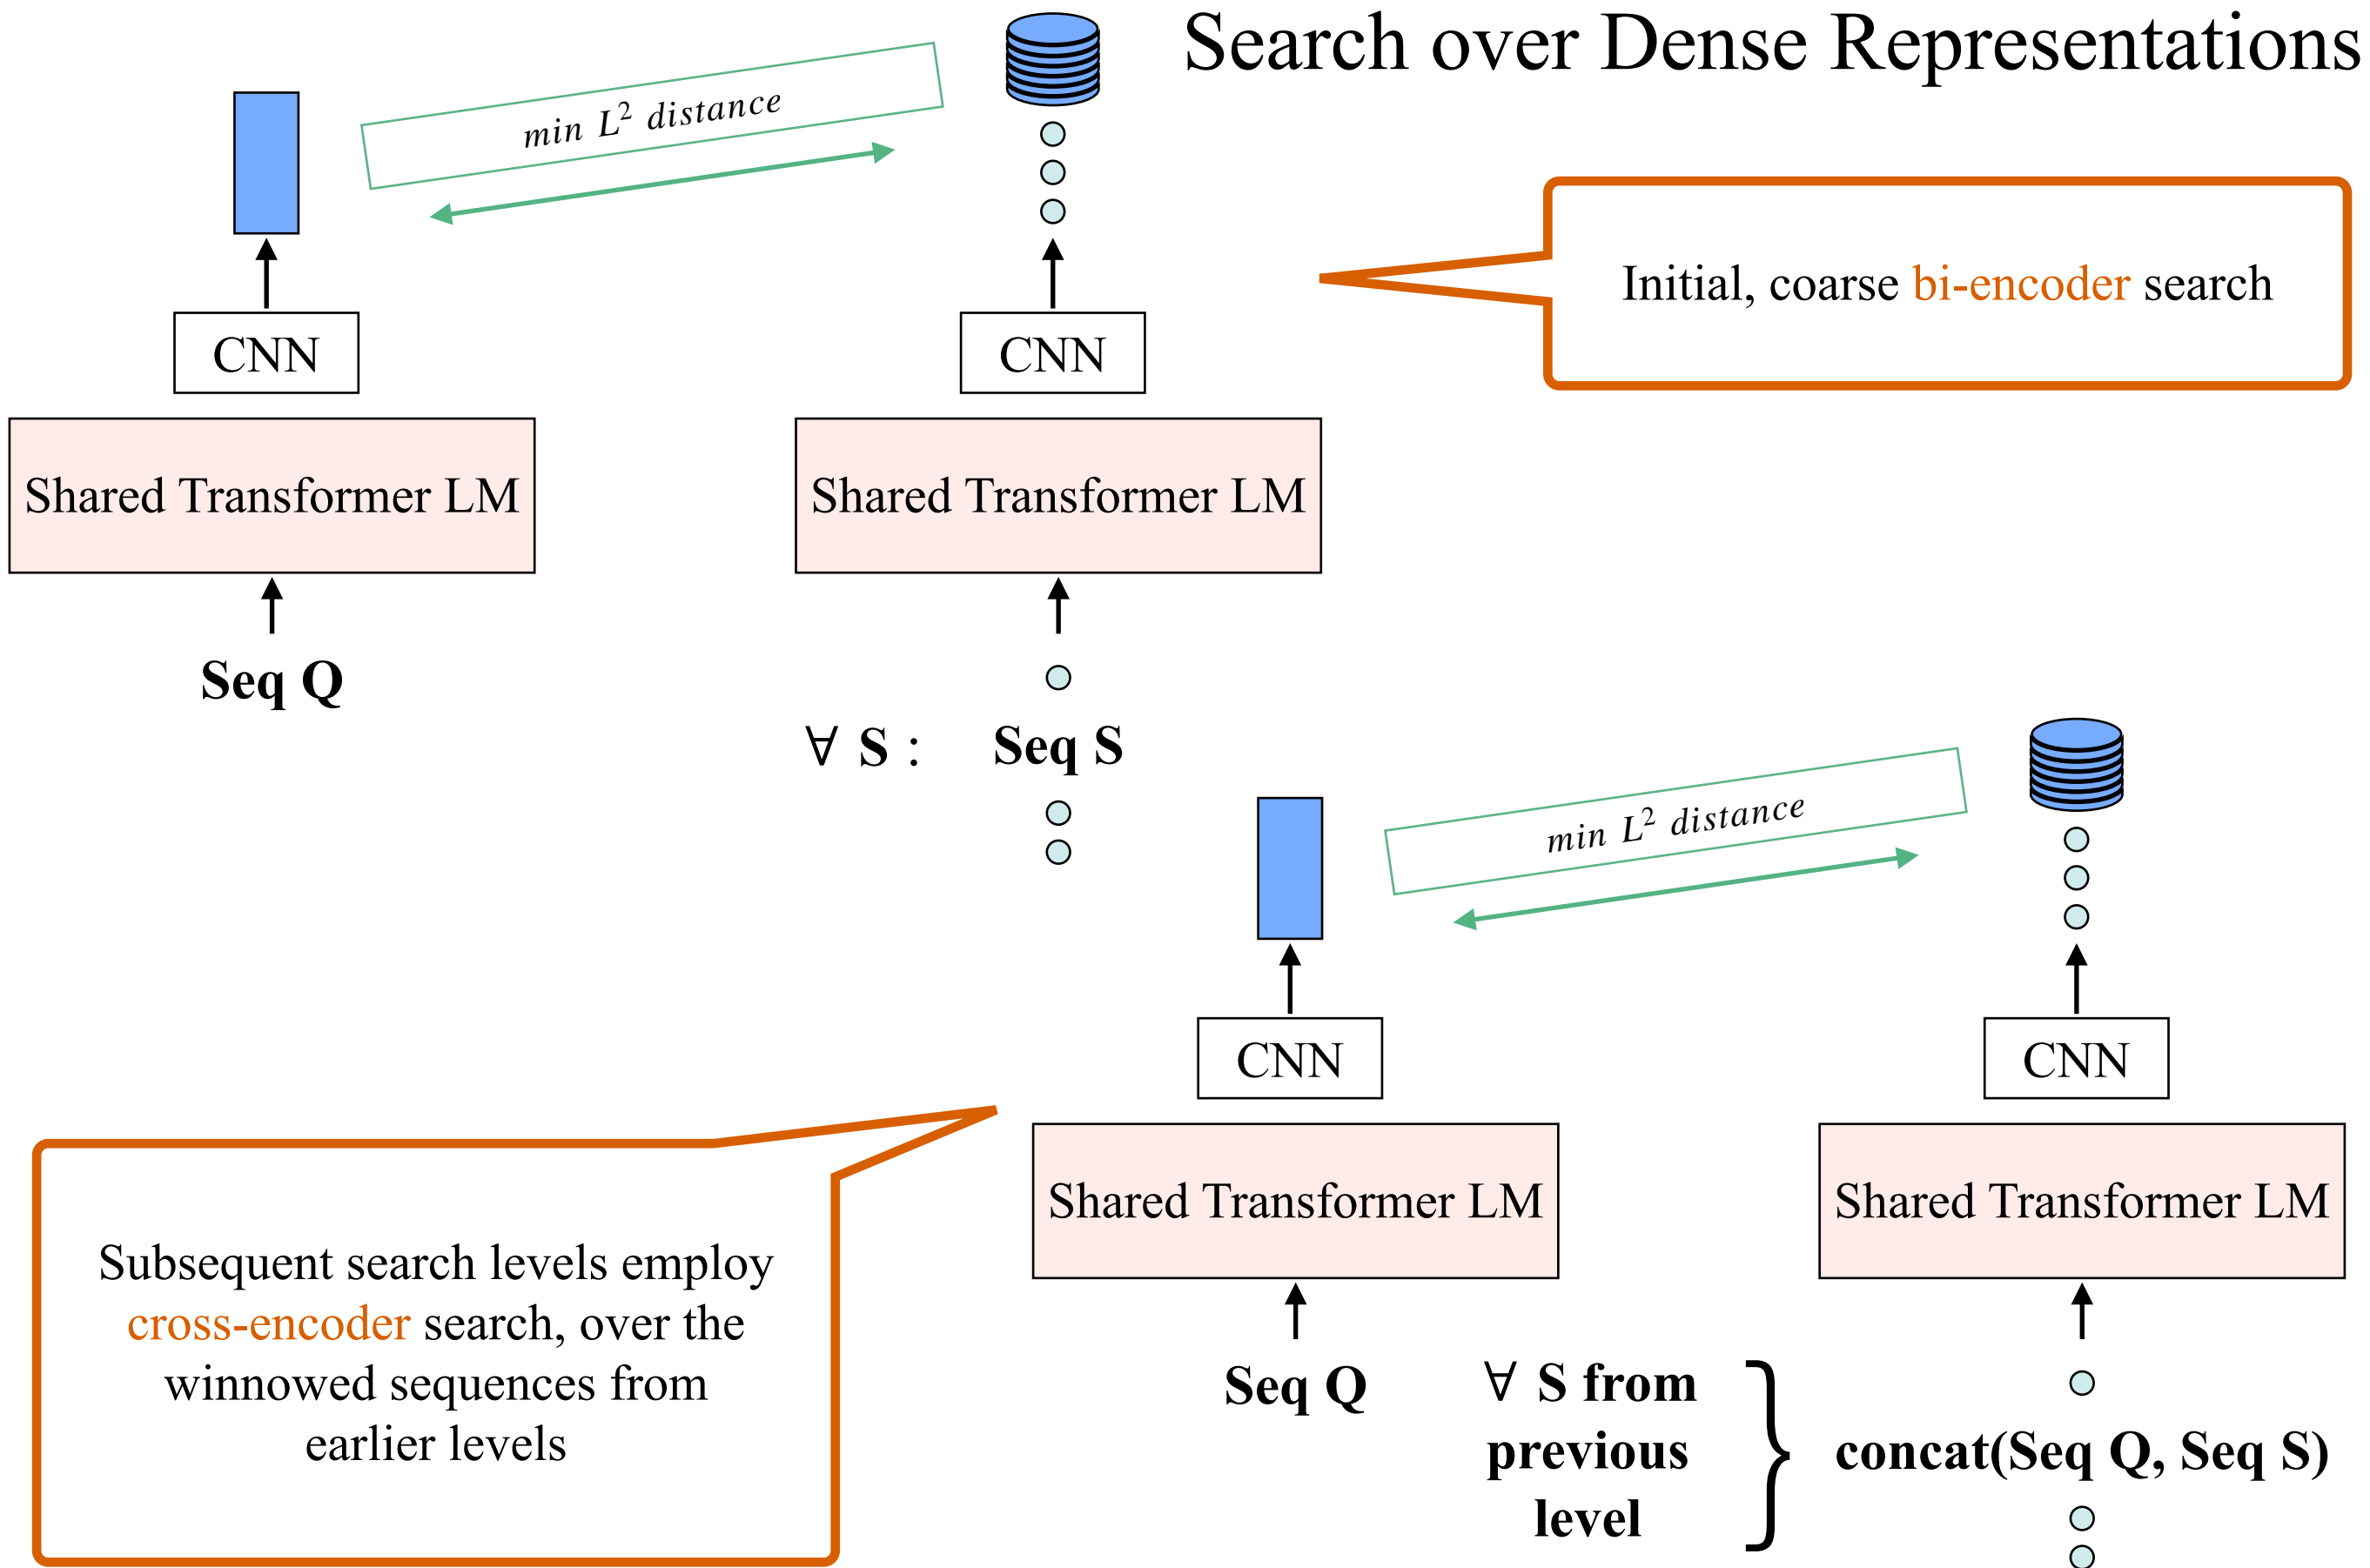 Search over Dense Representations
min L² distance
Initial, coarse bi-encoder search
CNN
CNN
Shared Transformer LM
Shared Transformer LM
Seq Q
∀ S : Seq S
min L² distance
CNN
CNN
Shared Transformer LM
Shared Transformer LM
Subsequent search levels employ
cross-encoder search, over the
winnowed sequences from
earlier levels
Seq Q
∀ S from
previous
level
concat(Seq Q, Seq S)